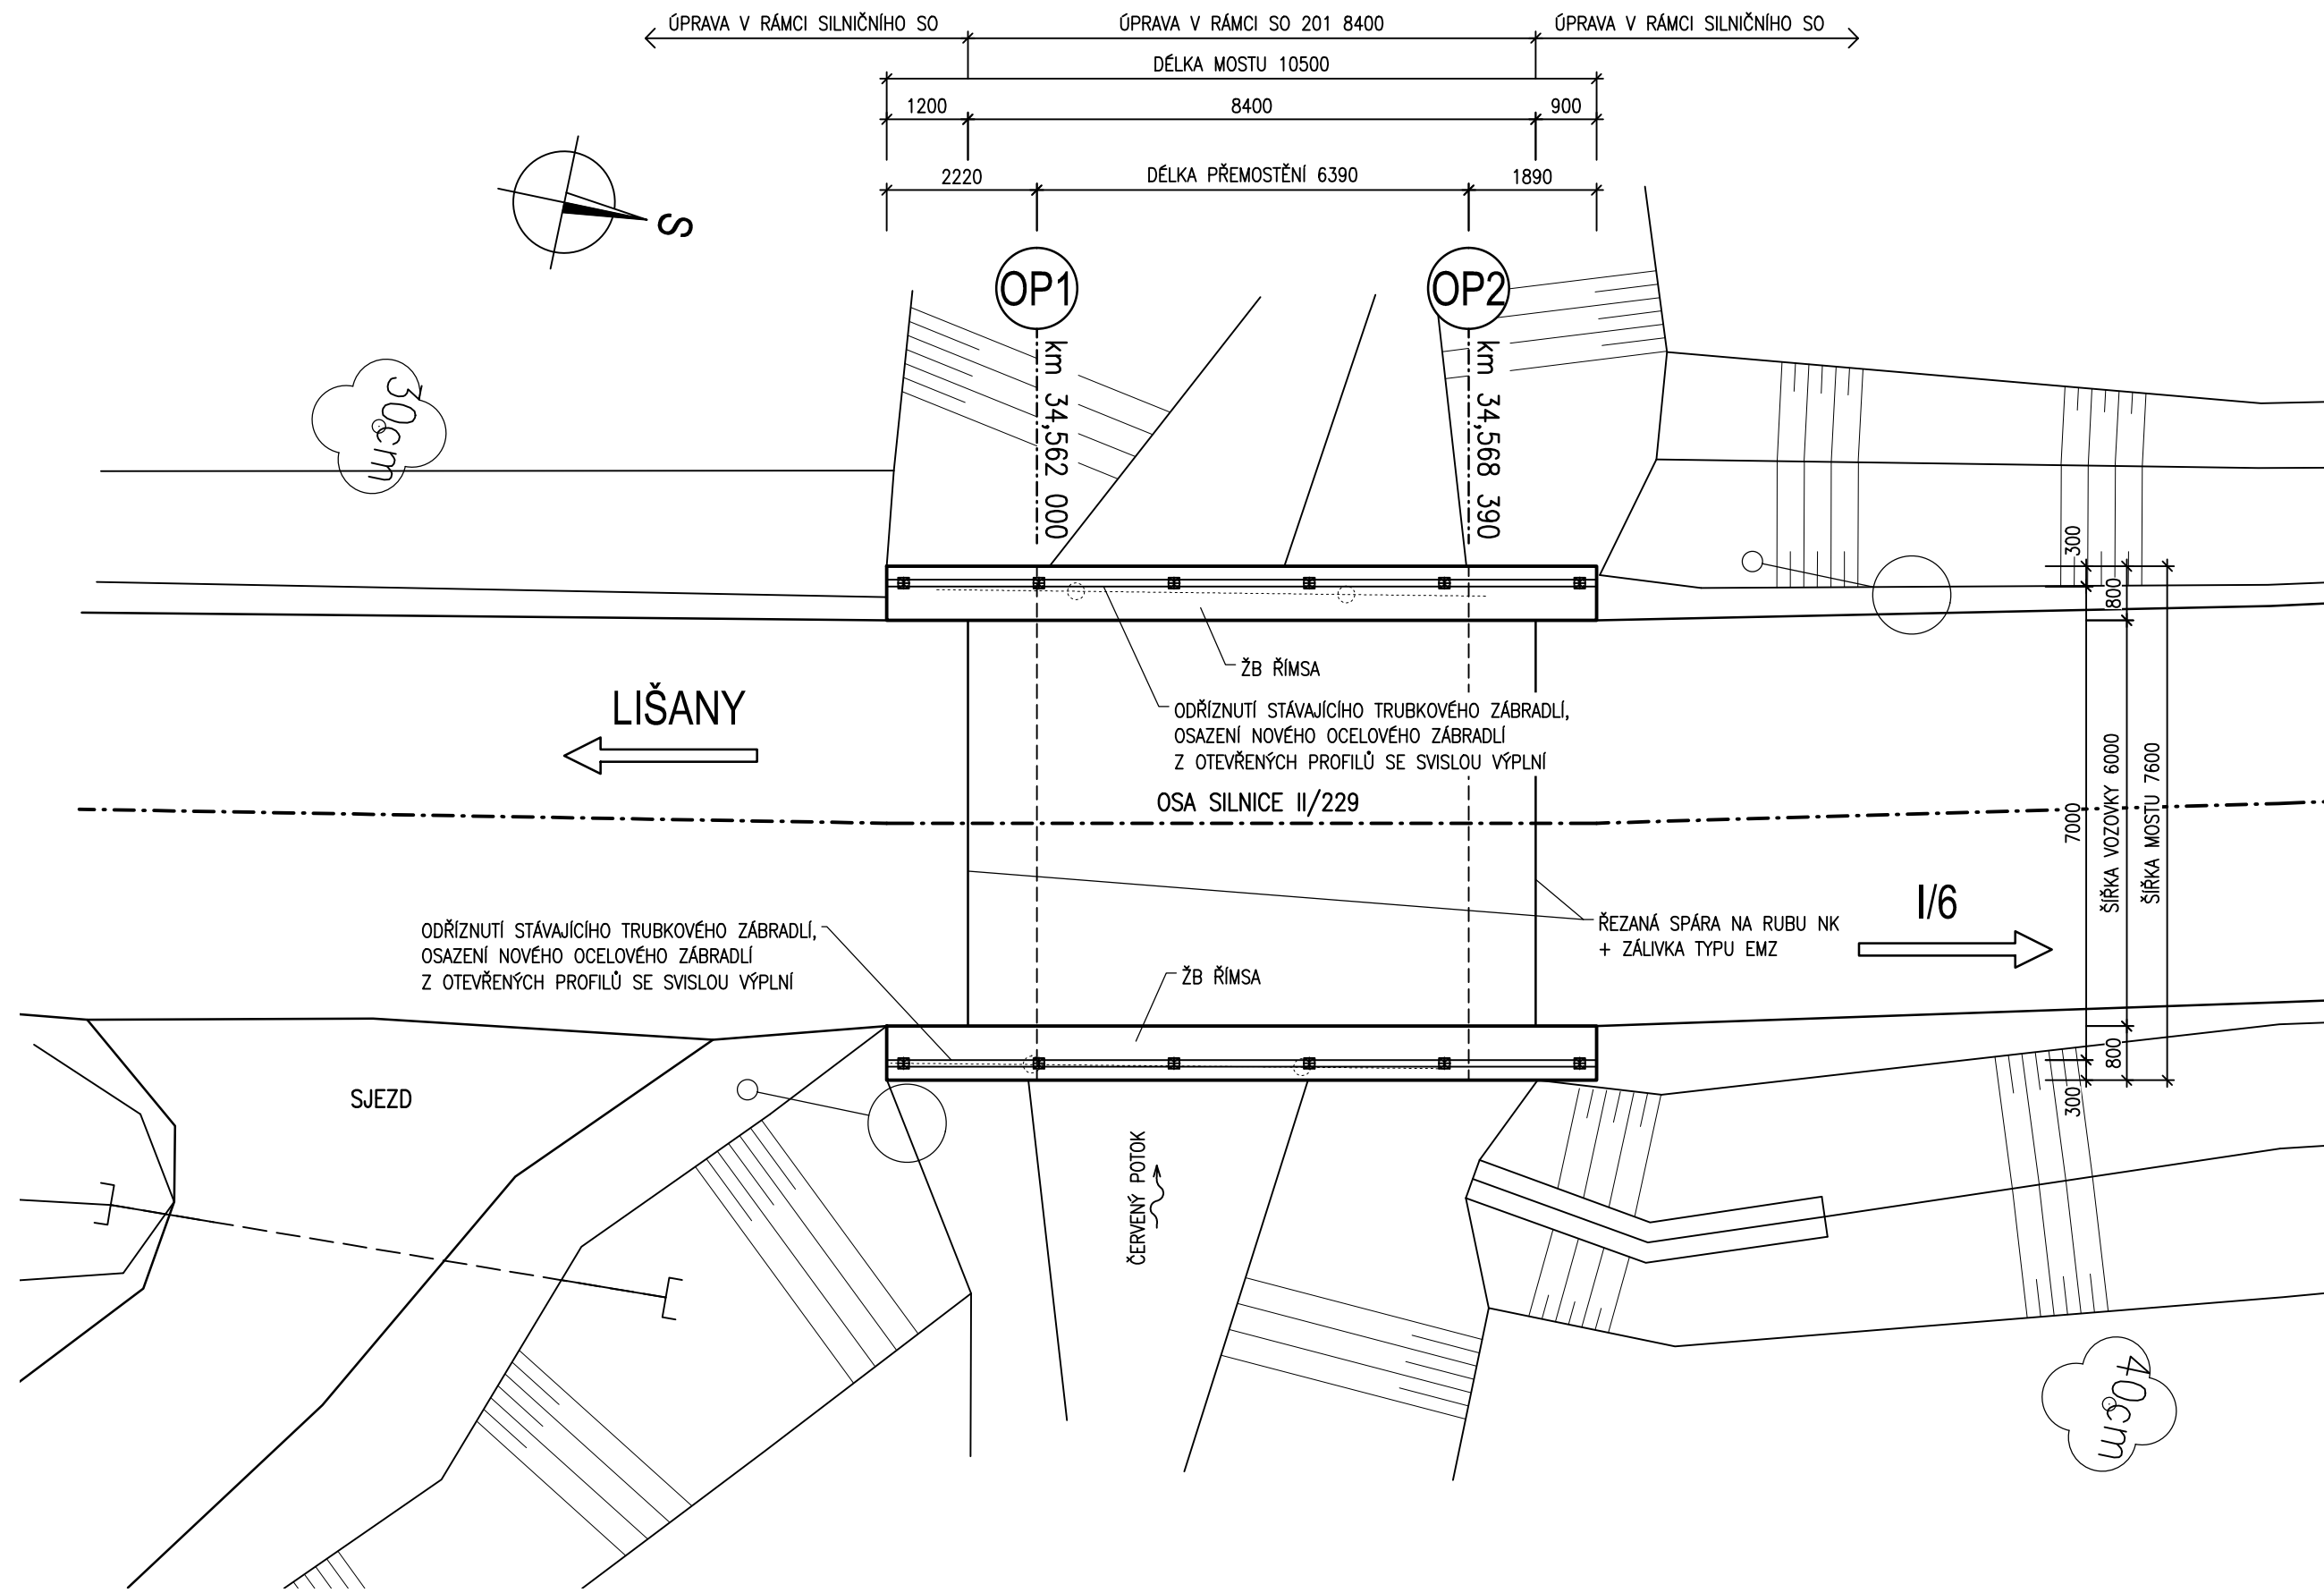 ÚPRAVA V RÁMCI SILNIČNÍHO SO
ÚPRAVA V RÁMCI SO 201 8400
ÚPRAVA V RÁMCI SILNIČNÍHO SO
DÉLKA MOSTU 10500
1200
8400
900
2220
DÉLKA PŘEMOSTĚNÍ 6390
1890
S
OP1
OP2
km 34,562 000
km 34,568 390
30cm
300
800
ŽB ŘÍMSA
LIŠANY
ODŘÍZNUTÍ STÁVAJÍCÍHO TRUBKOVÉHO ZÁBRADLÍ,
OSAZENÍ NOVÉHO OCELOVÉHO ZÁBRADLÍ
Z OTEVŘENÝCH PROFILŮ SE SVISLOU VÝPLNÍ
OSA SILNICE II/229
7000
ŠÍŘKA VOZOVKY 6000
ŠÍŘKA MOSTU 7600
I/6
ŘEZANÁ SPÁRA NA RUBU NK
+ ZÁLIVKA TYPU EMZ
ODŘÍZNUTÍ STÁVAJÍCÍHO TRUBKOVÉHO ZÁBRADLÍ,
OSAZENÍ NOVÉHO OCELOVÉHO ZÁBRADLÍ
Z OTEVŘENÝCH PROFILŮ SE SVISLOU VÝPLNÍ
ŽB ŘÍMSA
800
300
SJEZD
ČERVENÝ POTOK
40cm